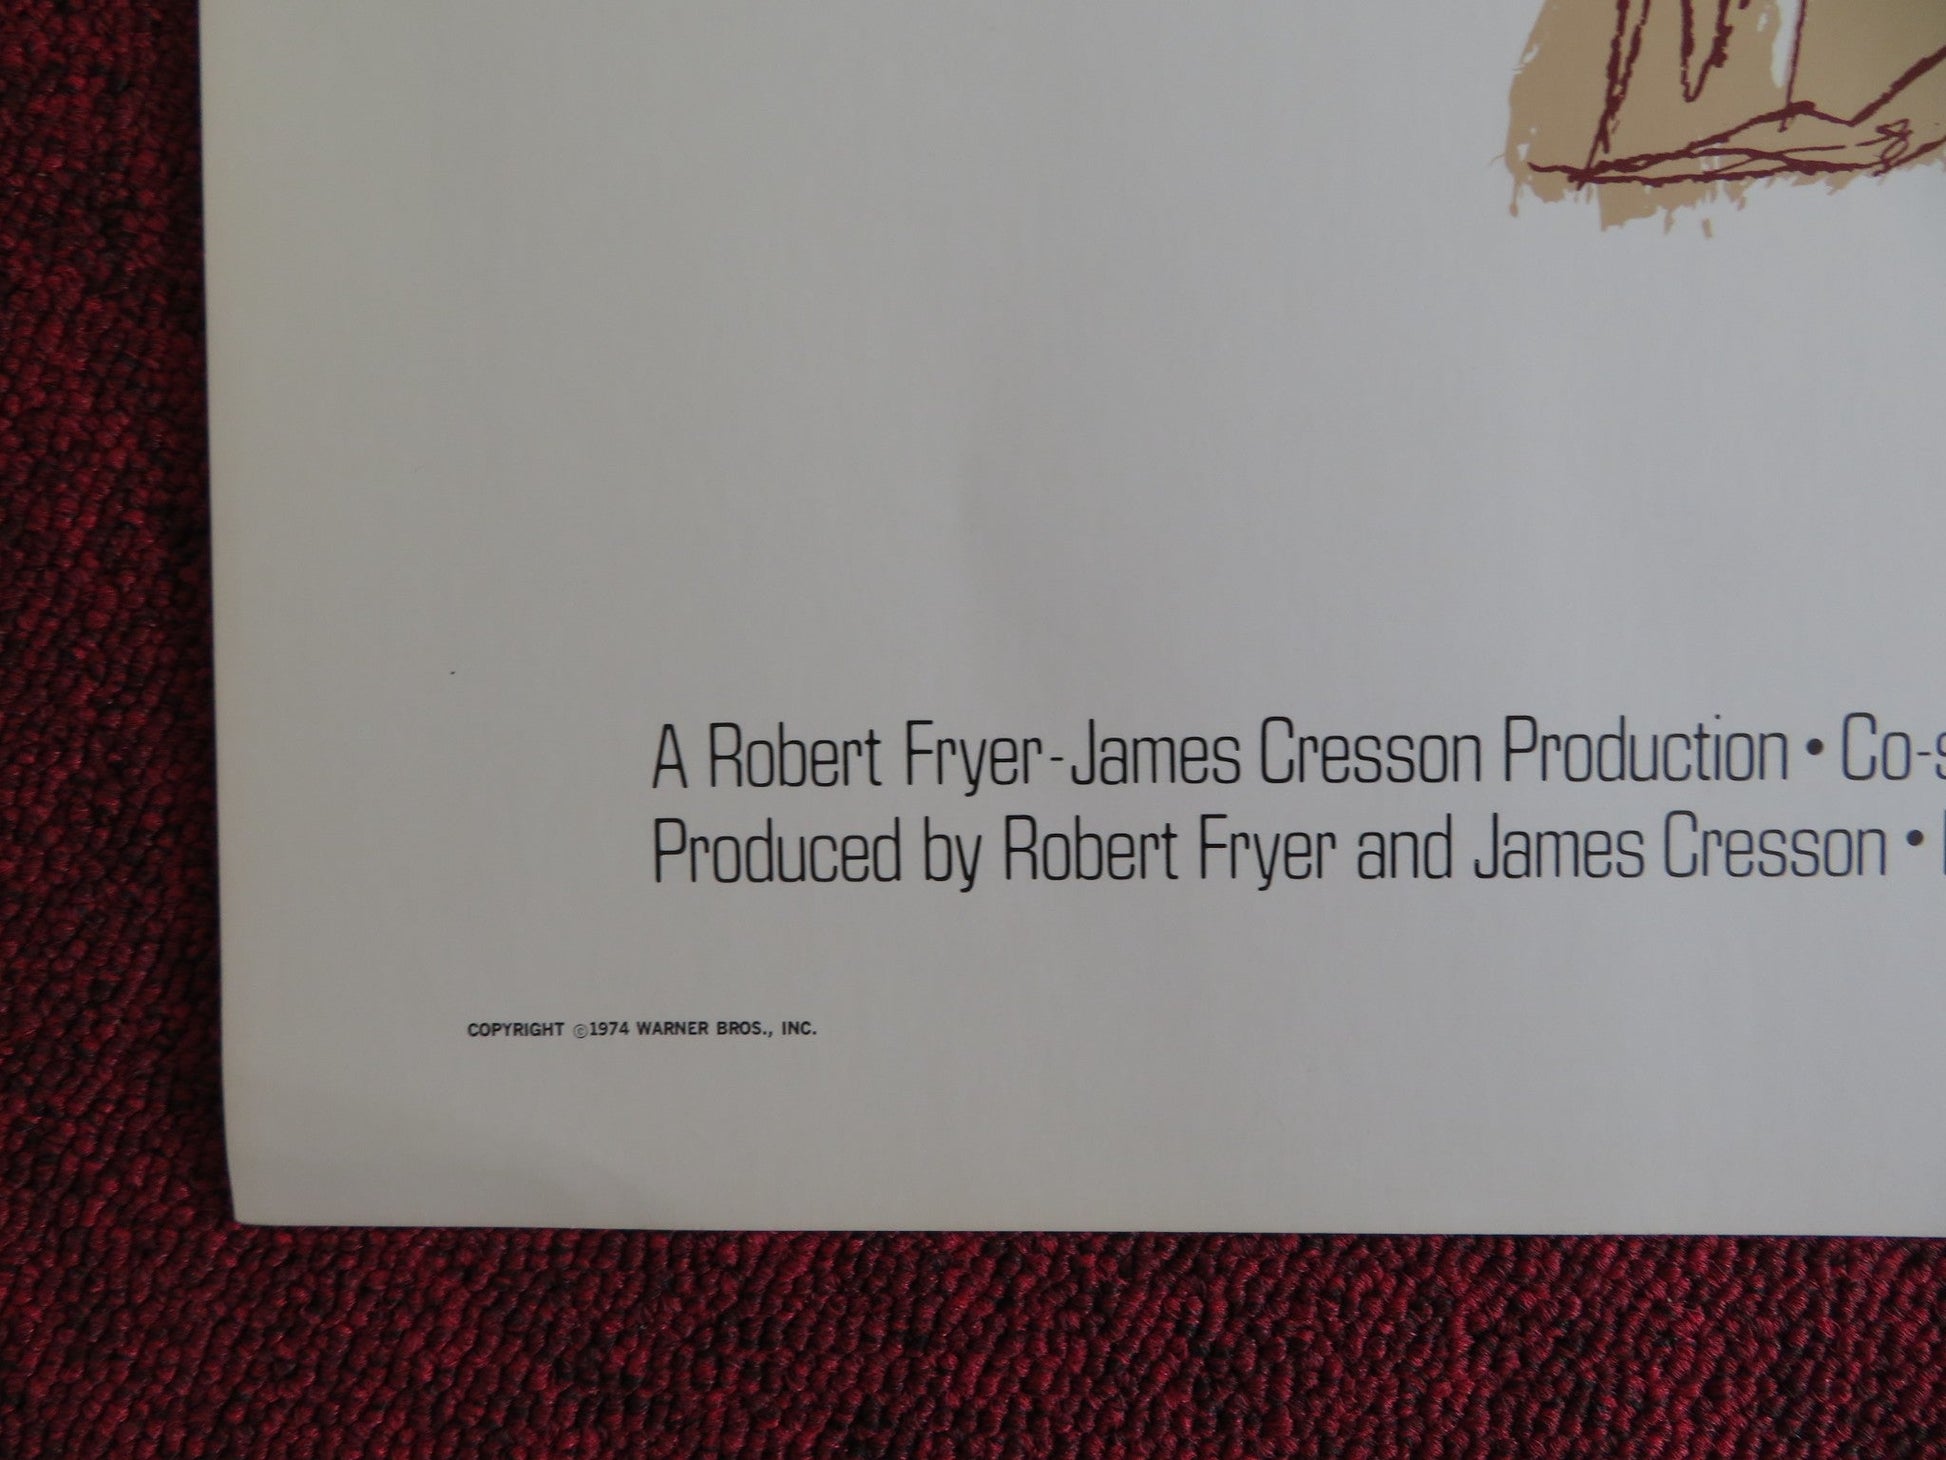 A Robert Fryer-James Cresson Production • Co-s
Produced by Robert Fryer and James Cresson •
COPYRIGHT ©1974 WARNER BROS., INC.